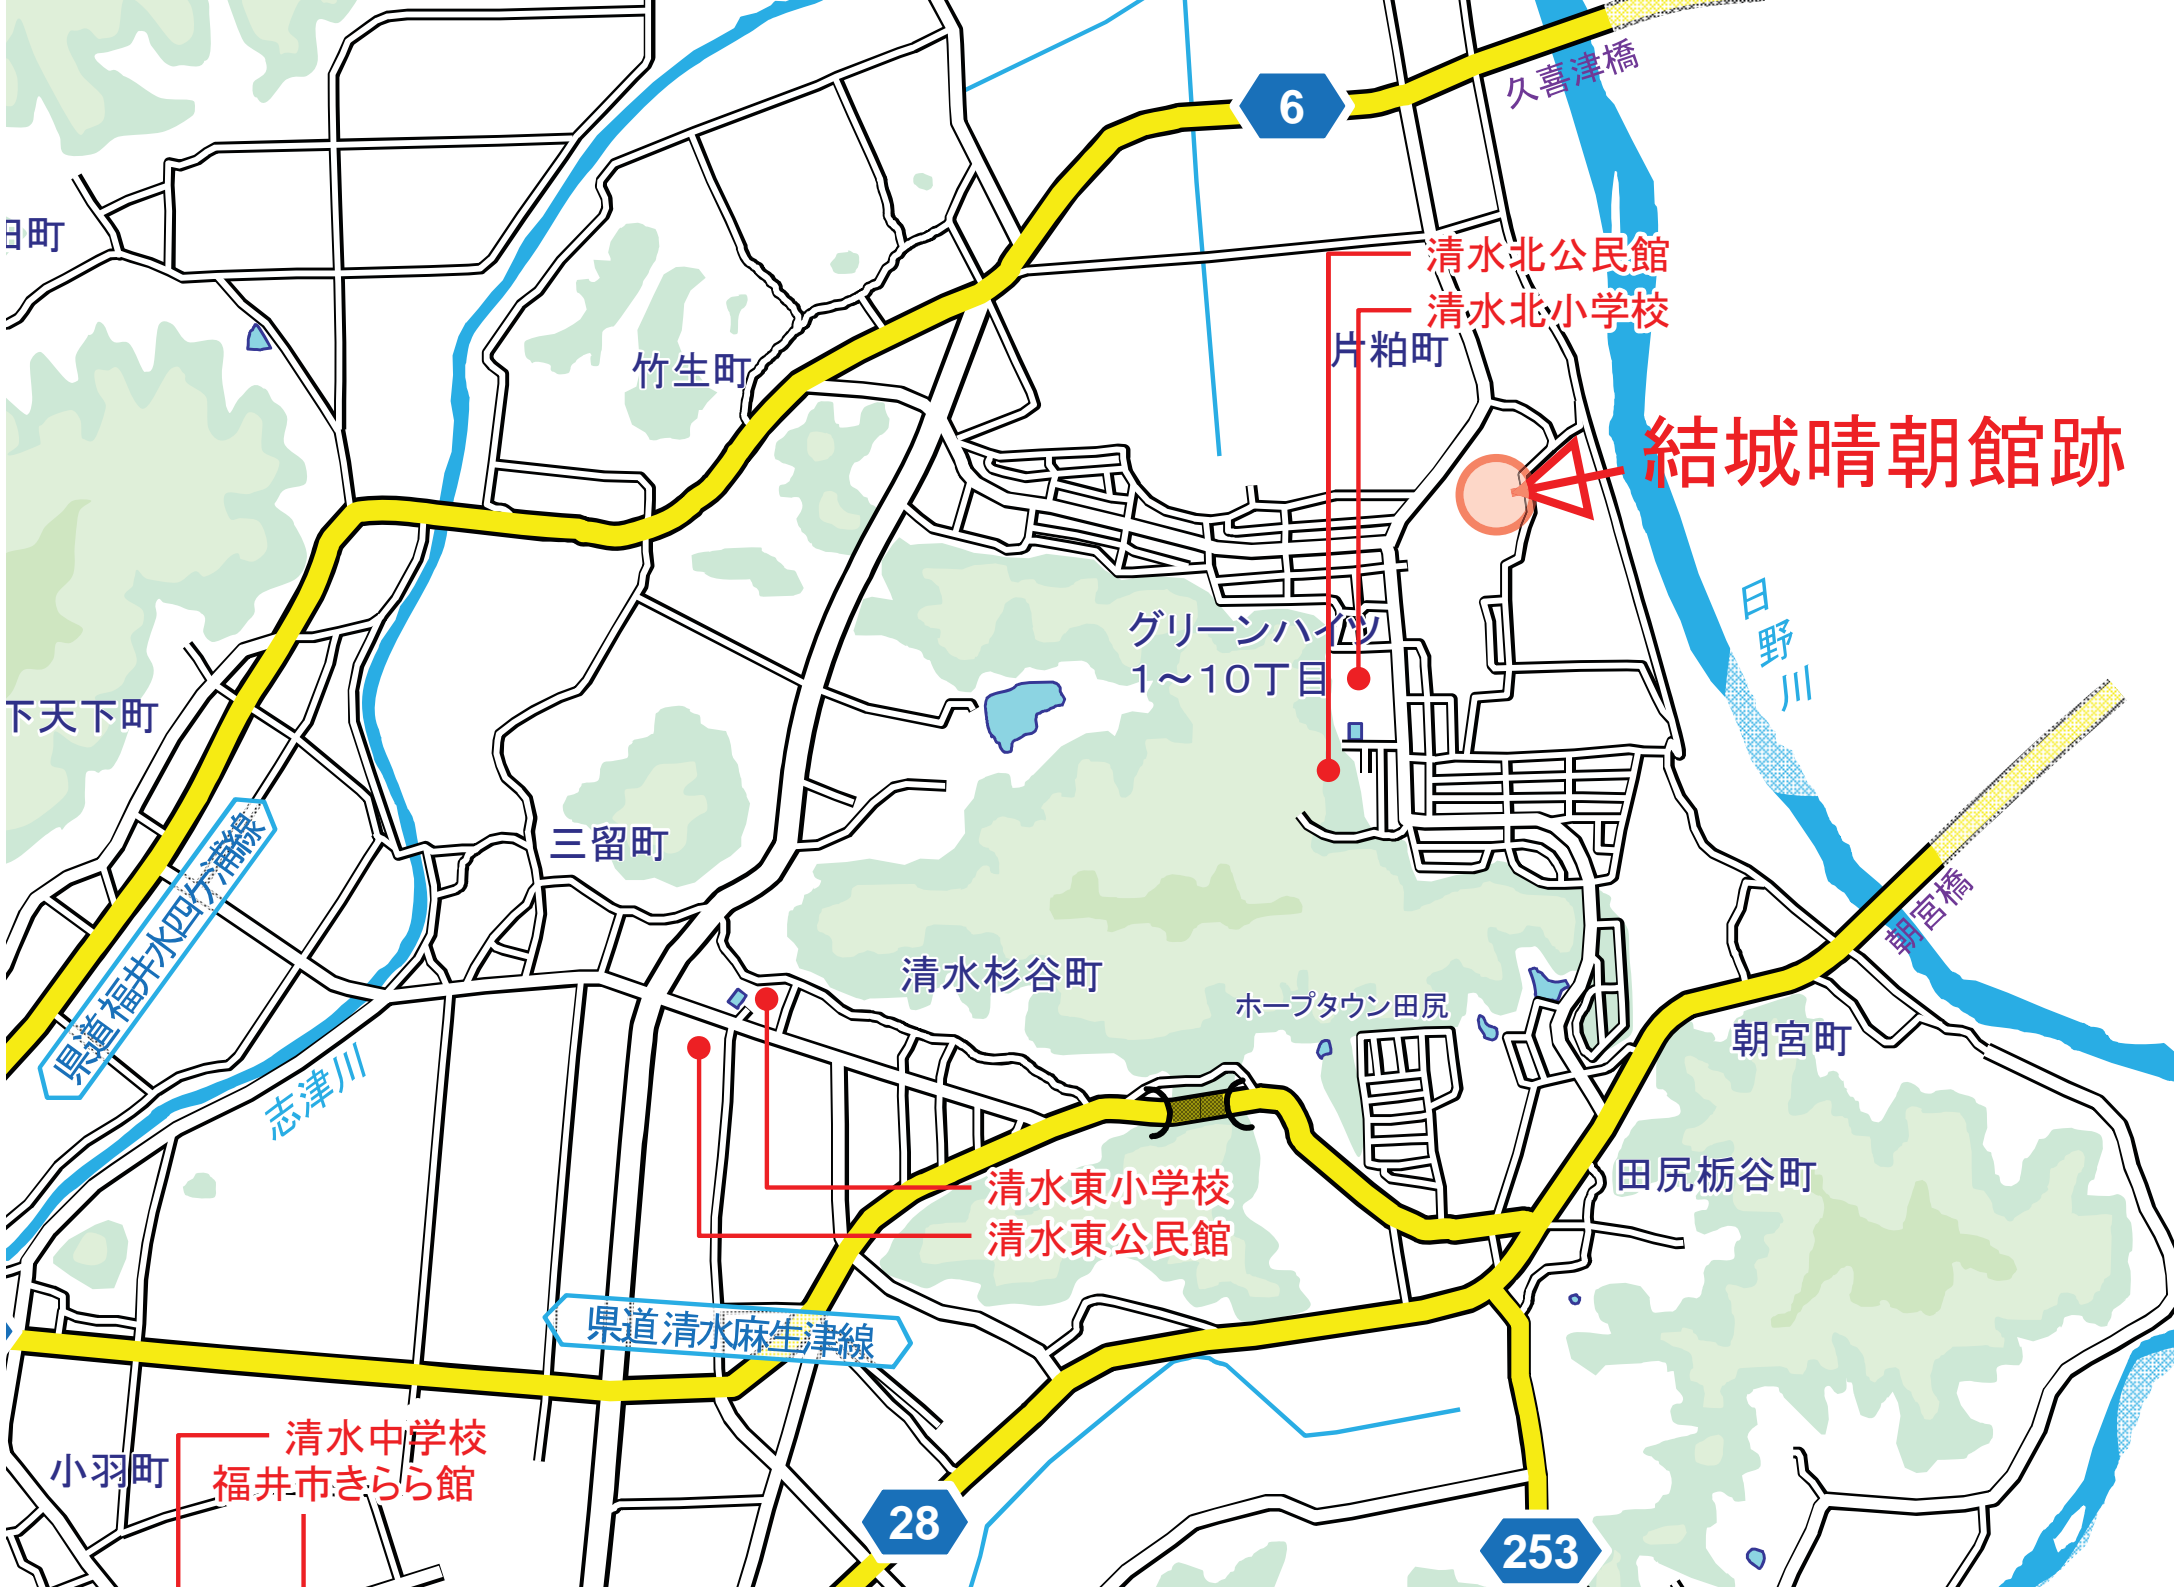 6
久喜津橋
田町
清水北公民館
清水北小学校
片粕町
竹生町
結城晴朝館跡
日野川
グリーンハイツ
1～10丁目
下天下町
三留町
県道福井水四ケ浦線
朝宮橋
清水杉谷町
ホープタウン田尻
朝宮町
志津川
田尻栃谷町
清水東小学校
清水東公民館
県道清水麻生津線
清水中学校
福井市きらら館
小羽町
28
253